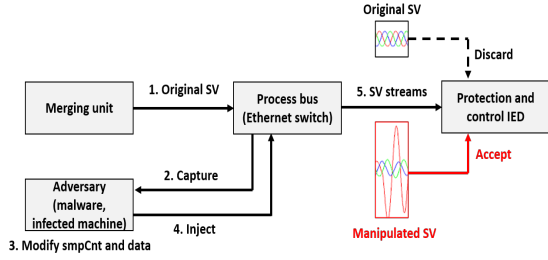 Original SV
Discard
Merging unit
1. Original SV
Process bus
(Ethernet switch)
5. SV streams
Protection and
control IED
Accept
2. Capture
Adversary
(malware,
infected machine)
4. Inject
3. Modify smpCnt and data
Manipulated SV